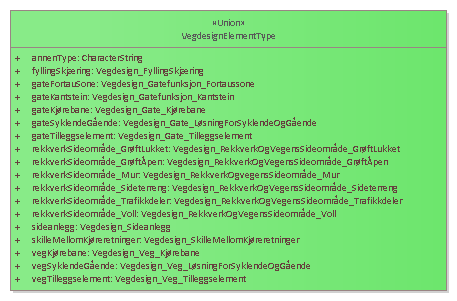 «Union»
VegdesignElementType
+ annenType: CharacterString
+ fyllingSkjæring: Vegdesign_FyllingSkjæring
+ gateFortauSone: Vegdesign_Gatefunksjon_Fortaussone
+ gateKantstein: Vegdesign_Gatefunksjon_Kantstein
+ gateKjørebane: Vegdesign_Gate_Kjørebane
+ gateSyklendeGående: Vegdesign_Gate_LøsningForSyklendeOgGående
+ gateTilleggselement: Vegdesign_Gate_Tilleggselement
+ rekkverkSideområde_GrøftLukket: Vegdesign_RekkverkOgVegensSideområde_GrøftLukket
+ rekkverkSideområde_GrøftÅpen: Vegdesign_RekkverkOgVegensSideområde_GrøftÅpen
+ rekkverkSideområde_Mur: Vegdesign_RekkverkOgVegensSideområde_Mur
+ rekkverkSideområde_Sideterreng: Vegdesign_RekkverkOgVegensSideområde_Sideterreng
+ rekkverkSideområde_Trafikkdeler: Vegdesign_RekkverkOgVegensSideområde_Trafikkdeler
+ rekkverkSideområde_Voll: Vegdesign_RekkverkOgVegensSideområde_Voll
+ sideanlegg: Vegdesign_Sideanlegg
+ skilleMellomKjøreretninger: Vegdesign_SkilleMellomKjøreretninger
+ vegKjørebane: Vegdesign_Veg_Kjørebane
+ vegSyklendeGående: Vegdesign_Veg_LøsningForSyklendeOgGående
+ vegTilleggselement: Vegdesign_Veg_Tilleggselement